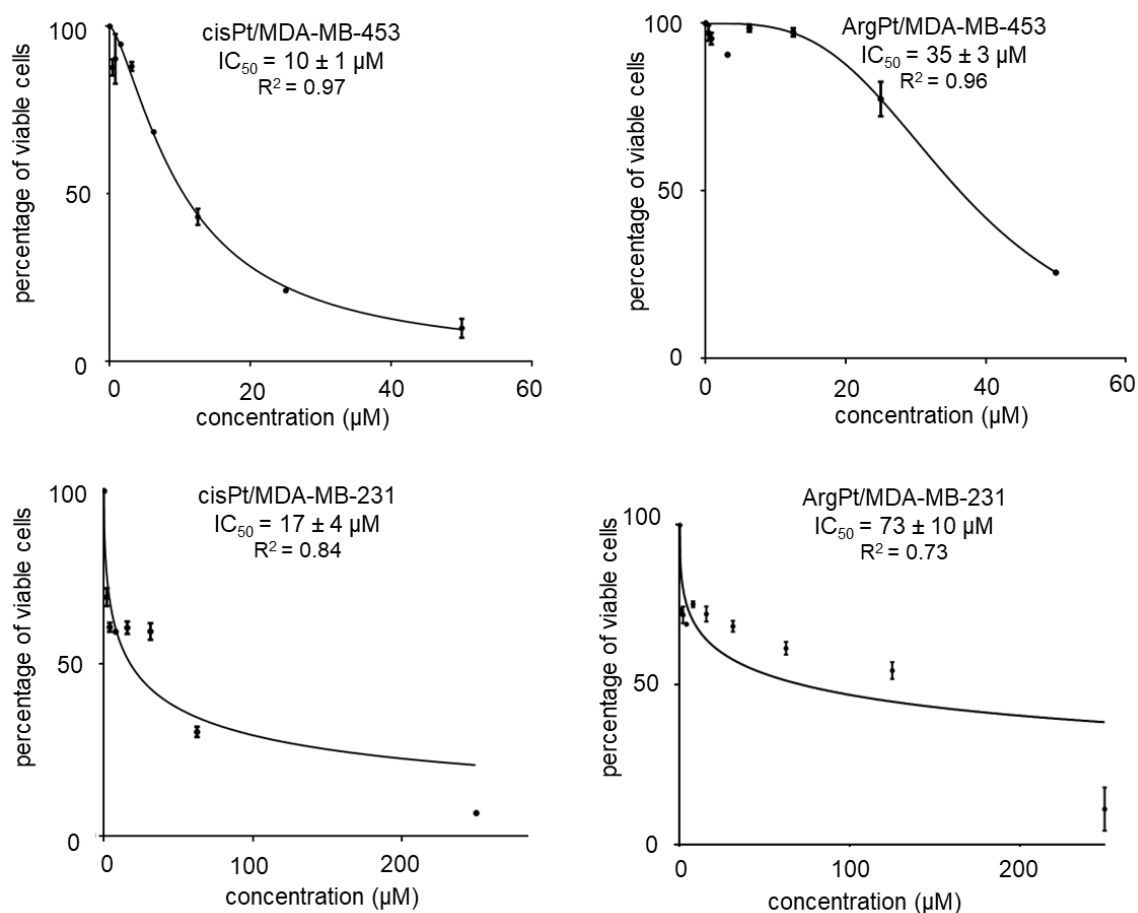 cisPt/MDA-MB-453
IC₅₀ = 10 ± 1 µM
R² = 0.97
percentage of viable cells
100
50
0
0 20 40 60
concentration (µM)
ArgPt/MDA-MB-453
IC₅₀ = 35 ± 3 µM
R² = 0.96
percentage of viable cells
100
50
0
0 20 40 60
concentration (µM)
cisPt/MDA-MB-231
IC₅₀ = 17 ± 4 µM
R² = 0.84
percentage of viable cells
100
50
0
0 100 200
concentration (µM)
ArgPt/MDA-MB-231
IC₅₀ = 73 ± 10 µM
R² = 0.73
percentage of viable cells
100
50
0
0 100 200
concentration (µM)